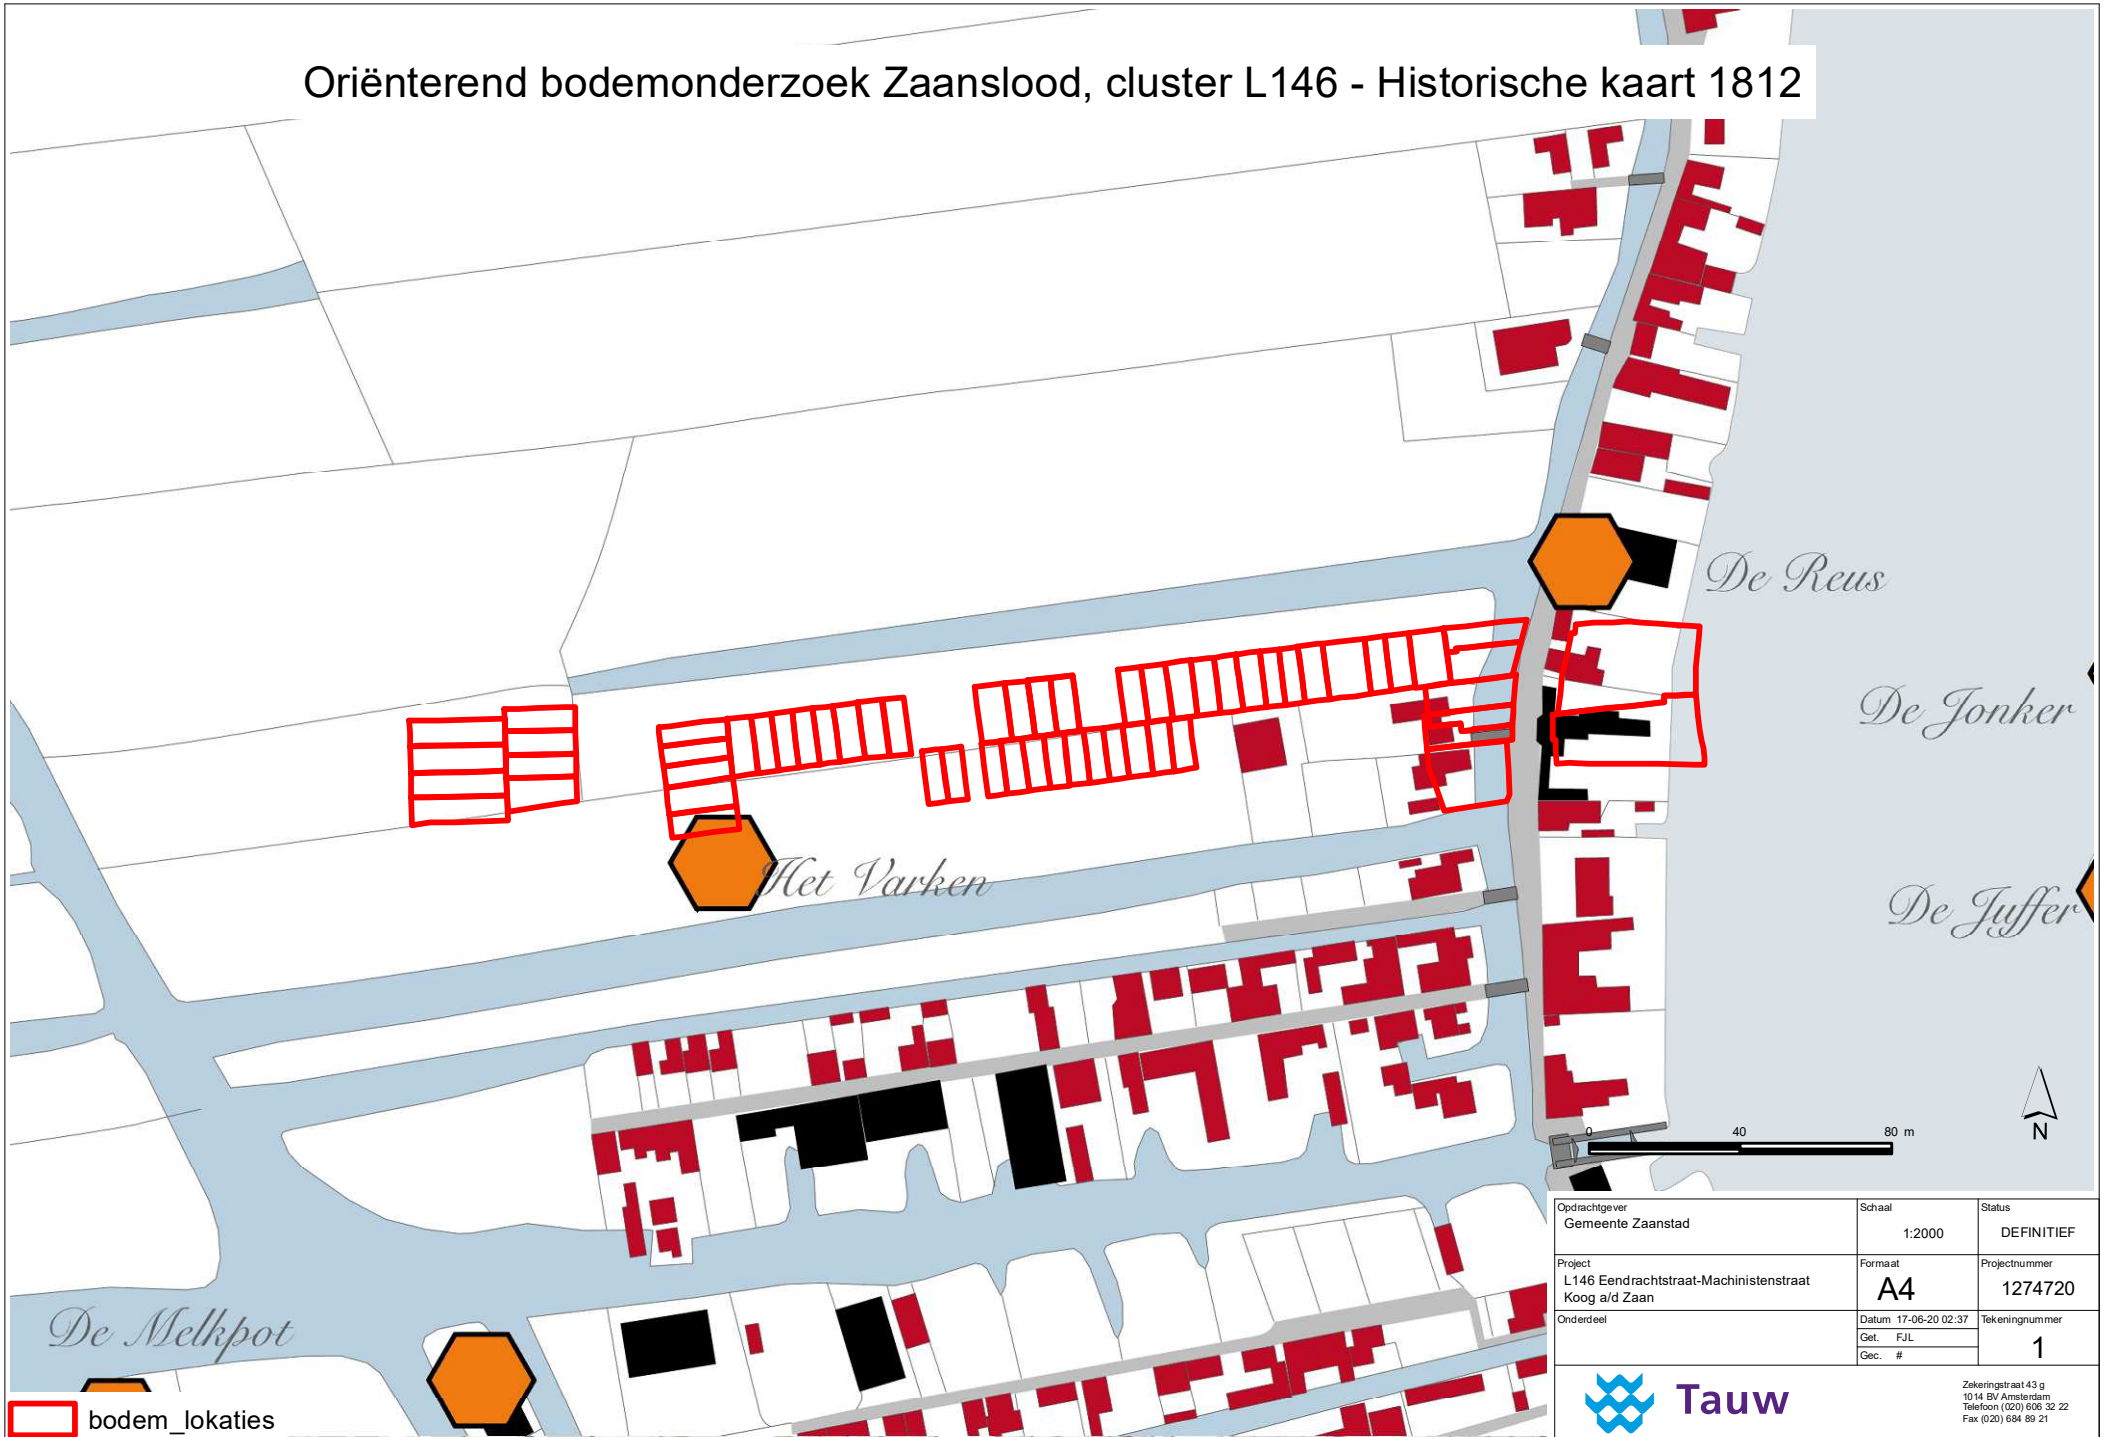 Oriënterend bodemonderzoek Zaanslood, cluster L146 - Historische kaart 1812
De Reus
De Jonker
Het Varken
De Juffer
0 40 80 m
N
De Melkpot
bodem_lokaties
Opdrachtgever
Gemeente Zaanstad
Schaal
1:2000
Status
DEFINITIEF
Project
L146 Eendrachtstraat-Machinistenstraat
Koog a/d Zaan
Formaat
A4
Projectnummer
1274720
Onderdeel
Datum 17-06-20 02:37
Get. FJL
Gec. #
Tekeningnummer
1
Tauw
Zekeringstraat 43 g
1014 BV Amsterdam
Telefoon (020) 606 32 22
Fax (020) 684 89 21